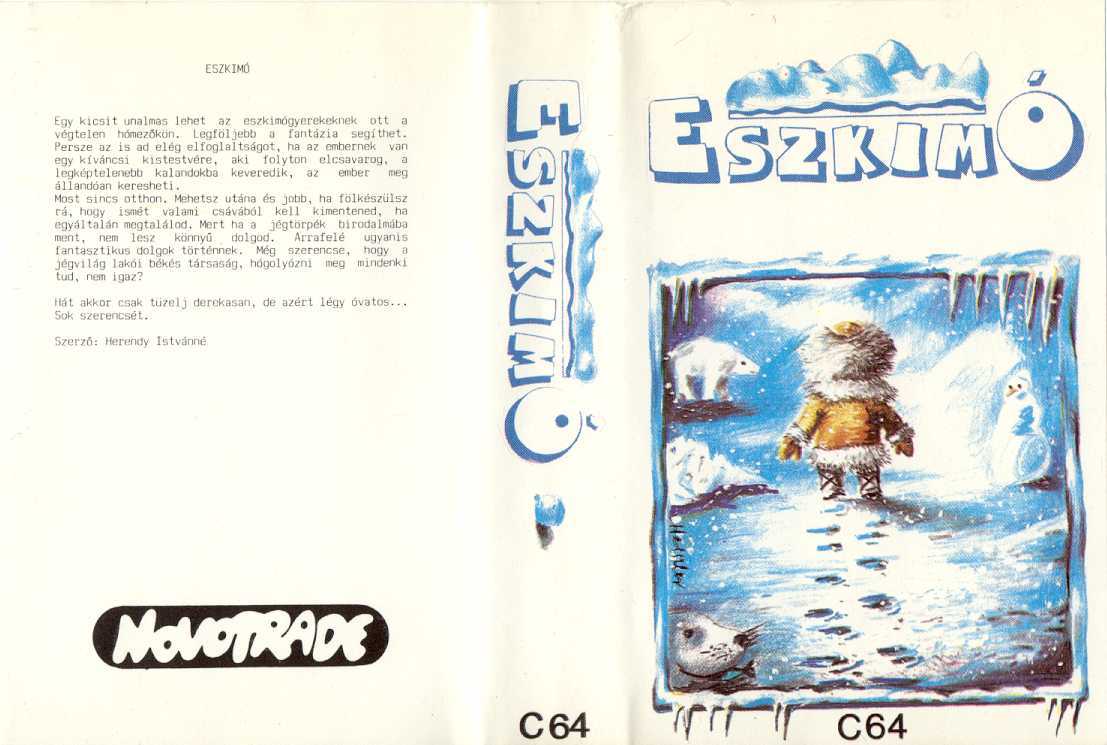 ESZKIMÓ
Egy kicsit unalmas lehet az eszkimógyerekeknek ott a
végtelen hómezőkön. Legföljebb a fantázia segíthet.
Persze az is ad elég elfoglaltságot, ha az embernek van
egy kíváncsi kistestvére, aki folyton elcsavarog, a
legképtelenebb kalandokba keveredik, az ember meg
állandóan keresheti.
Most sincs otthon. Mehetsz utána és jobb, ha fölkészülsz
rá, hogy ismét valami csávából kell kimentened, ha
egyáltalán megtalálod. Mert ha a jégtörpék birodalmába
ment, nem lesz könnyű dolgod. Arrafelé ugyanis
fantasztikus dolgok történnek. Még szerencse, hogy a
jégvilág lakói békés társaság, hógolyózni meg mindenki
tud, nem igaz?
Hát akkor csak tüzelj derekasan, de azért légy óvatos...
Sok szerencsét.
Szerző: Herendy Istvánné
NOVOTRADE
ESZKIMÓ
C64
ESZKIMÓ
C64